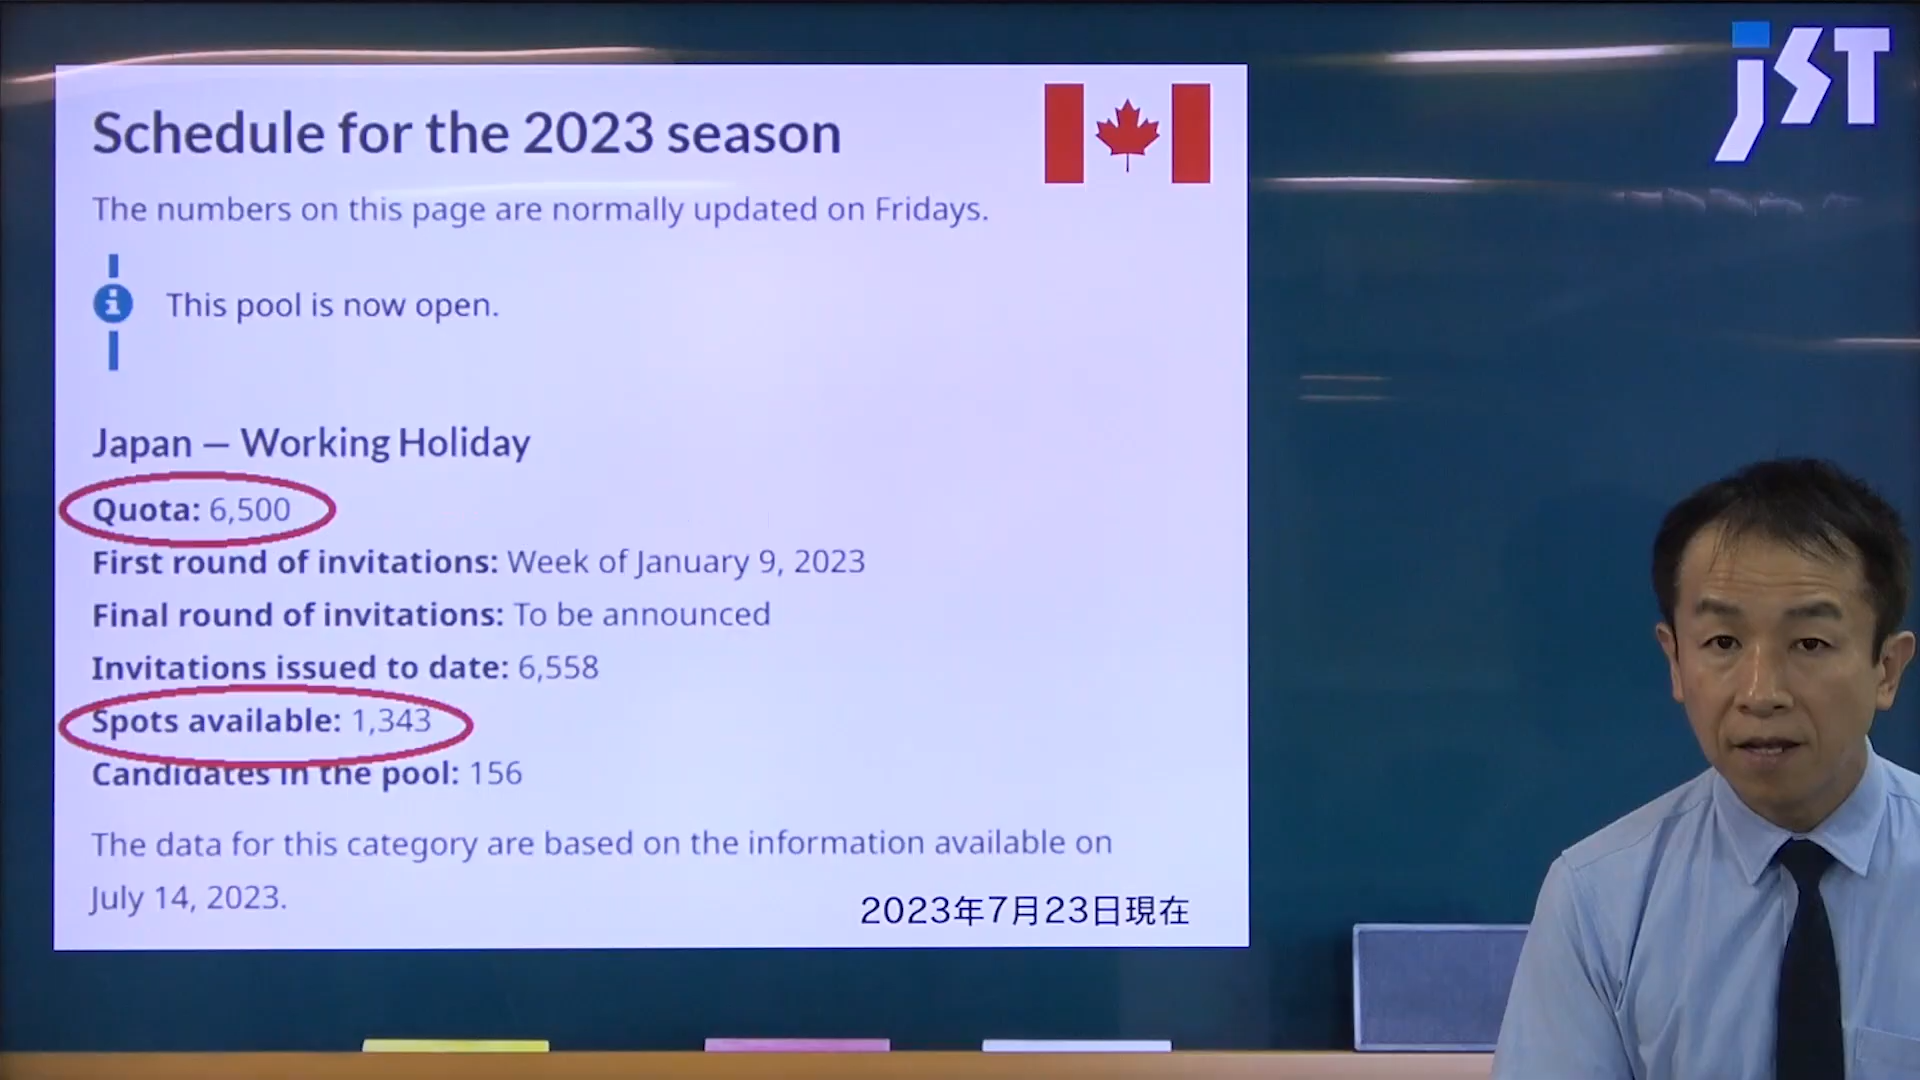 jST
Schedule for the 2023 season
The numbers on this page are normally updated on Fridays.
This pool is now open.
Japan — Working Holiday
Quota: 6,500
First round of invitations: Week of January 9, 2023
Final round of invitations: To be announced
Invitations issued to date: 6,558
Spots available: 1,343
Candidates in the pool: 156
The data for this category are based on the information available on
July 14, 2023.
2023年7月23日現在